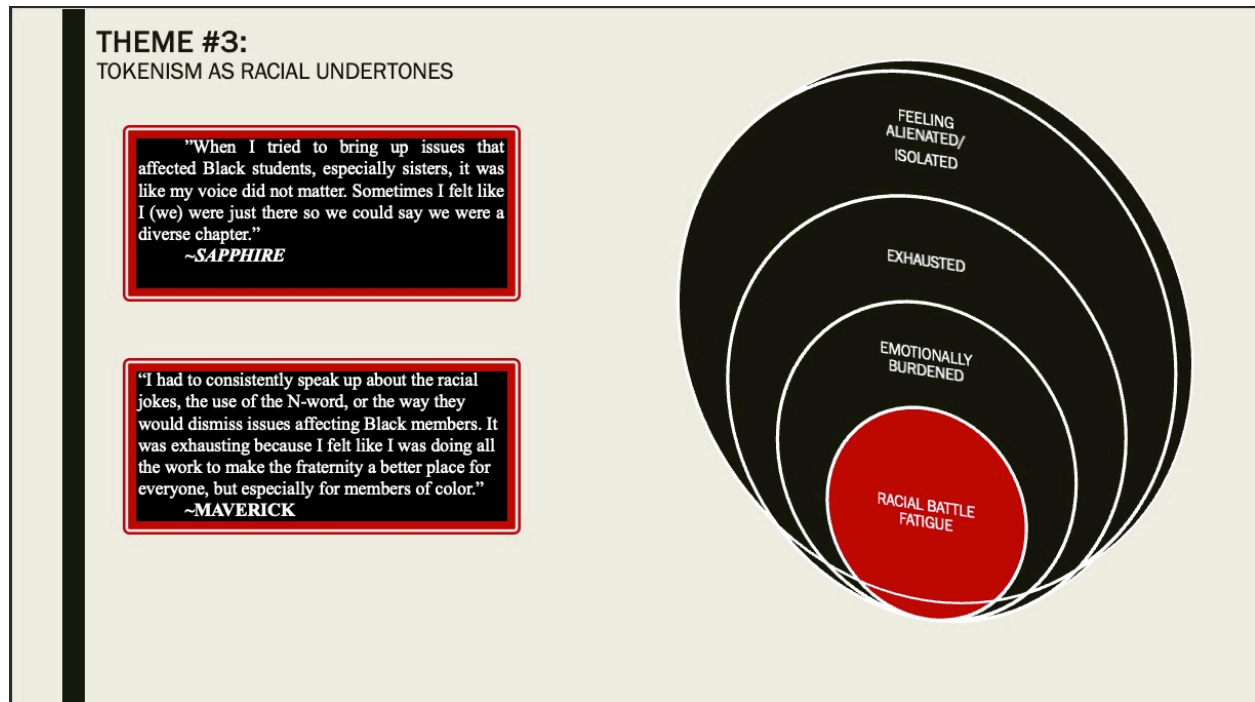 THEME #3:
TOKENISM AS RACIAL UNDERTONES
”When I tried to bring up issues that
affected Black students, especially sisters, it was
like my voice did not matter. Sometimes I felt like
I (we) were just there so we could say we were a
diverse chapter.”
~SAPPHIRE
“I had to consistently speak up about the racial
jokes, the use of the N-word, or the way they
would dismiss issues affecting Black members. It
was exhausting because I felt like I was doing all
the work to make the fraternity a better place for
everyone, but especially for members of color.”
~MAVERICK
FEELING
ALIENATED/
ISOLATED
EXHAUSTED
EMOTIONALLY
BURDENED
RACIAL BATTLE
FATIGUE